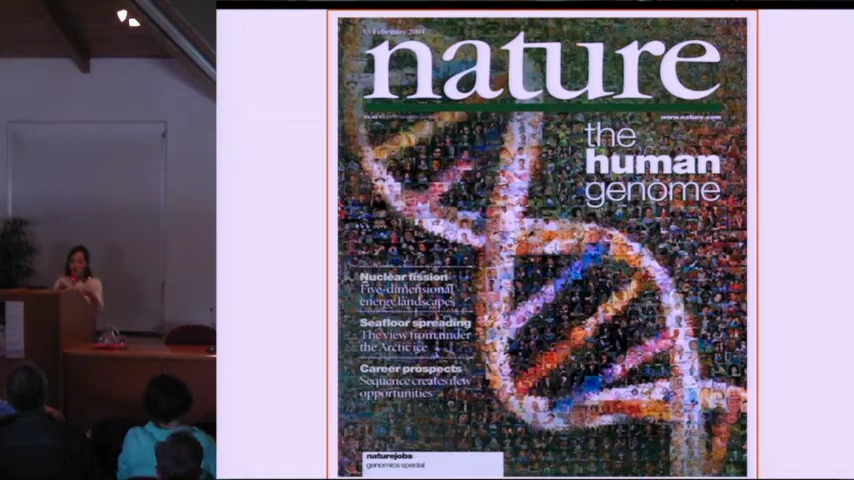 15 February 2001
nature
www.nature.com
the
human
genome
Nuclear fission
Five-dimensional
energy landscapes
Seafloor spreading
The view from under
the Arctic ice
Career prospects
Sequence creates new
opportunities
naturejobs
genomics special